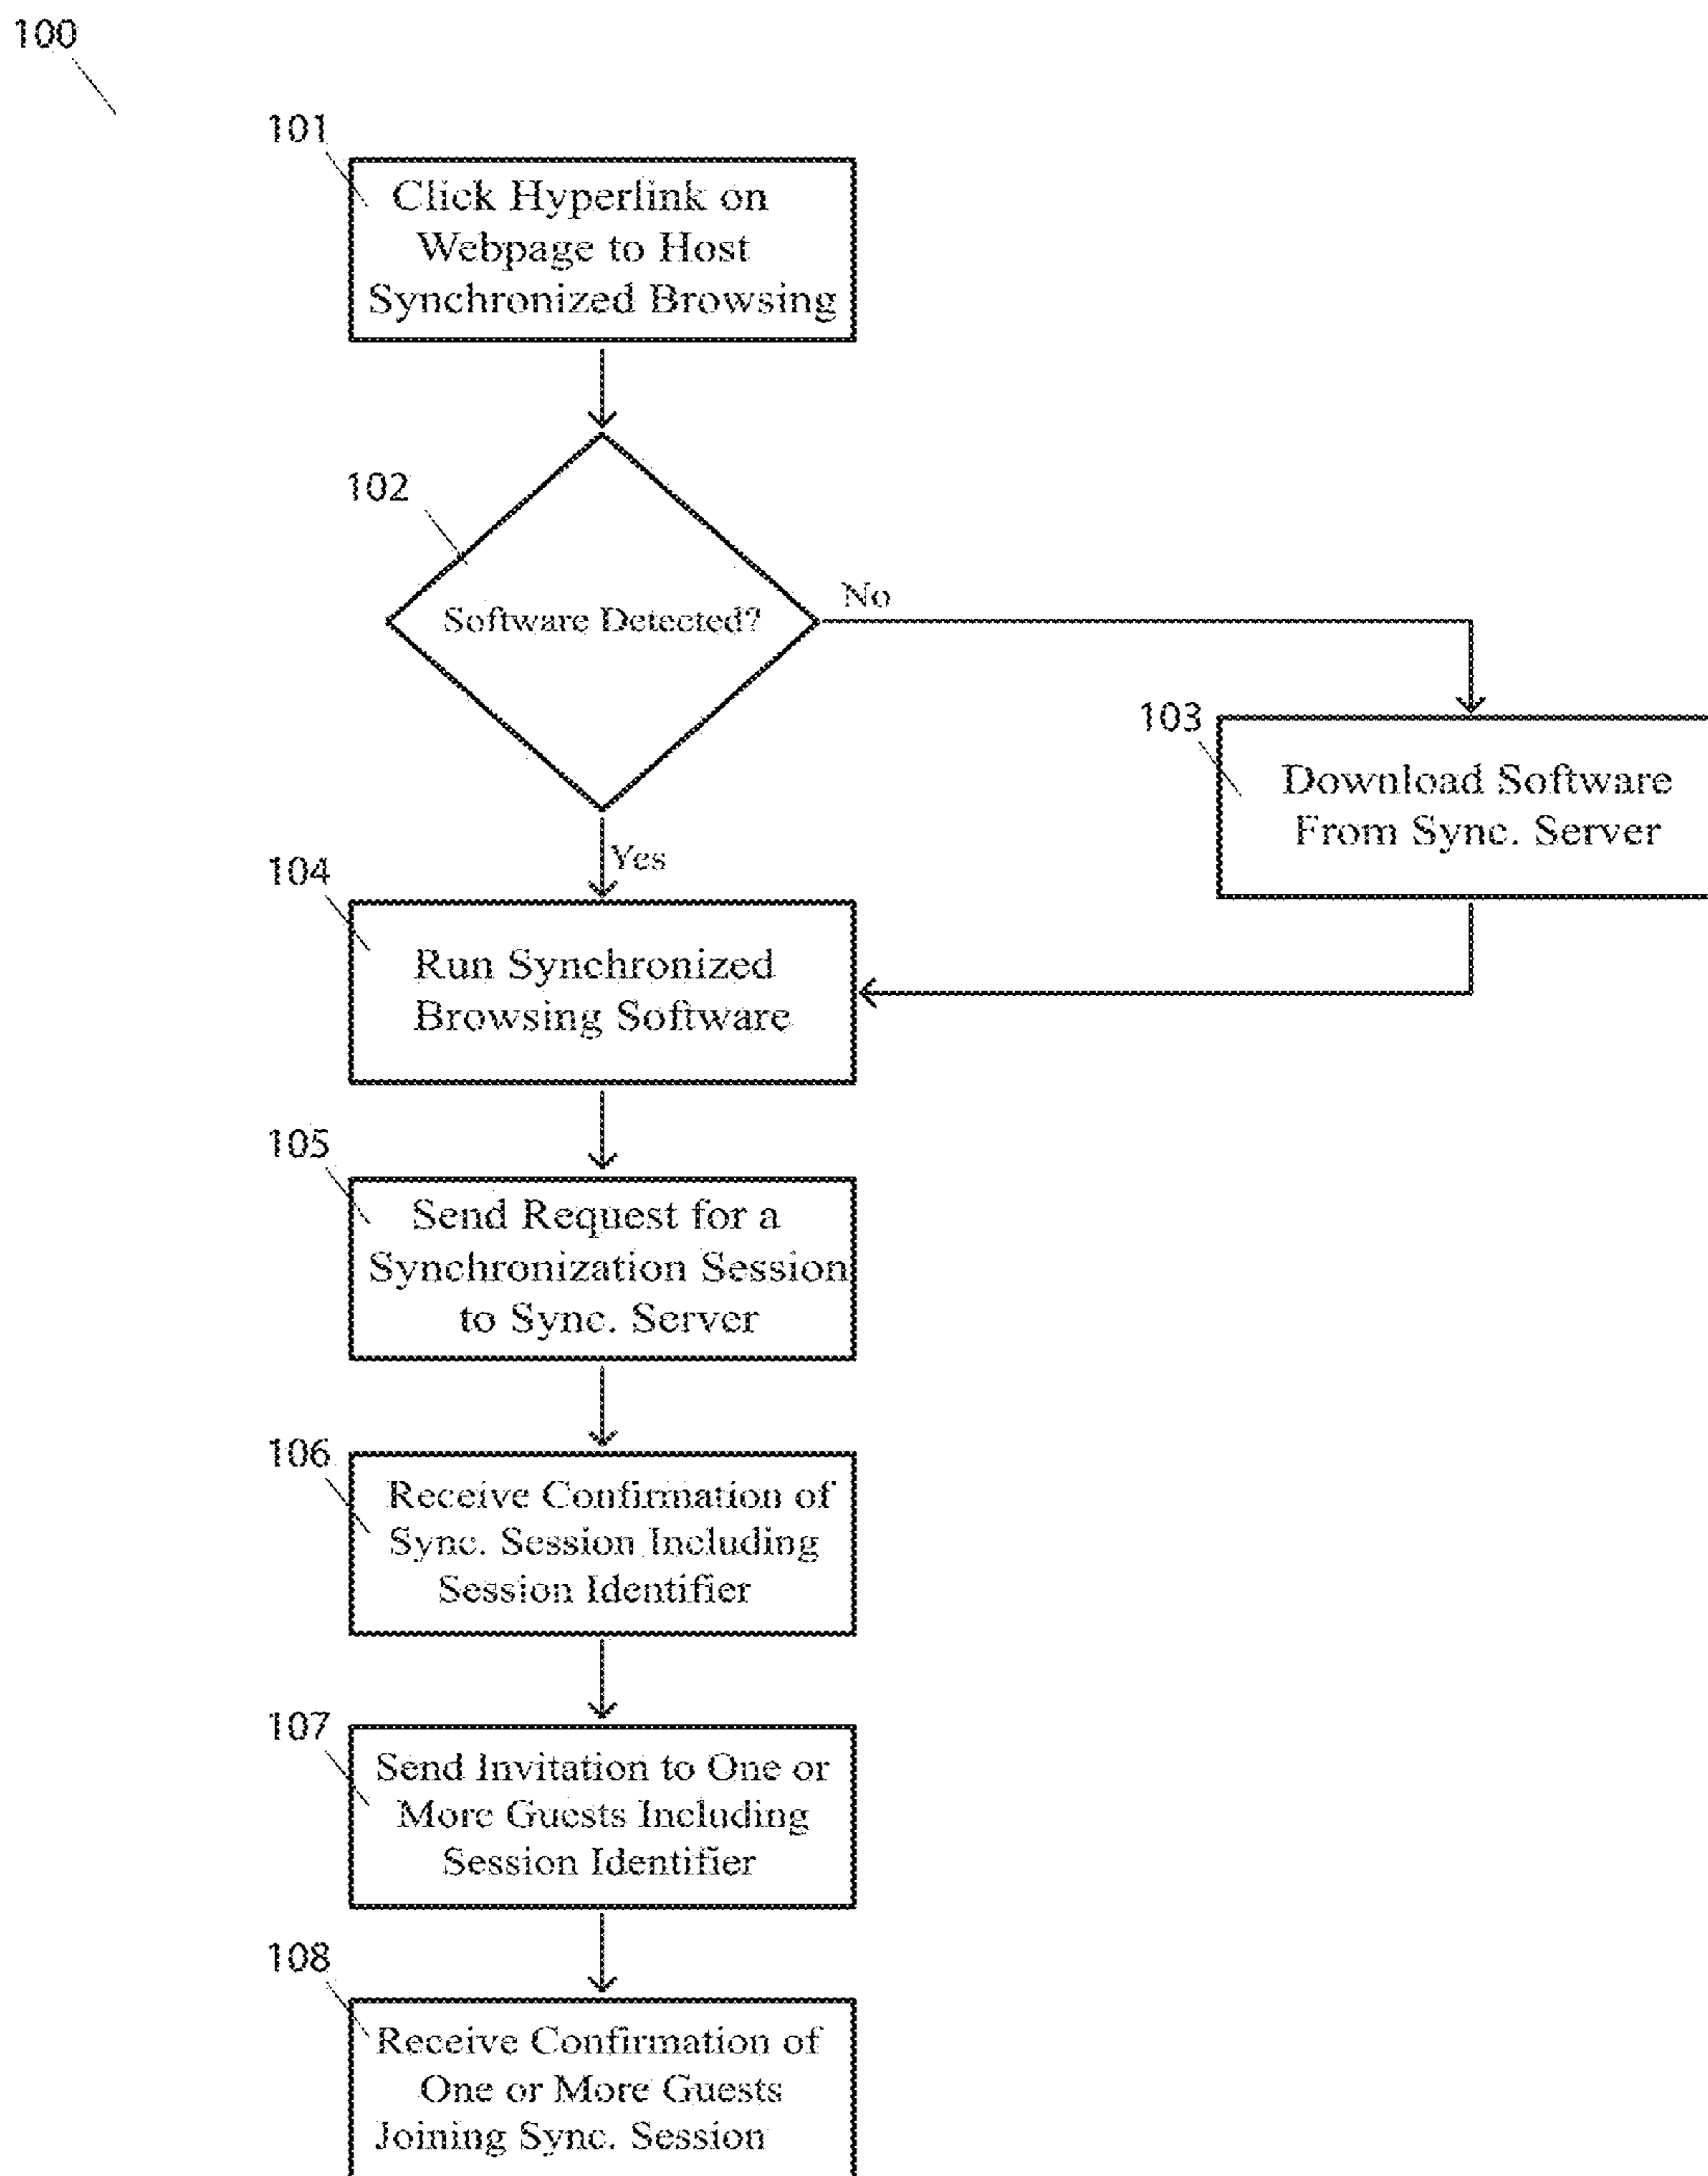 100
101
Click Hyperlink on
Webpage to Host
Synchronized Browsing
102
Software Detected?
No
103
Download Software
From Sync. Server
Yes
104
Run Synchronized
Browsing Software
105
Send Request for a
Synchronization Session
to Sync. Server
106
Receive Confirmation of
Sync. Session Including
Session Identifier
107
Send Invitation to One or
More Guests Including
Session Identifier
108
Receive Confirmation of
One or More Guests
Joining Sync. Session